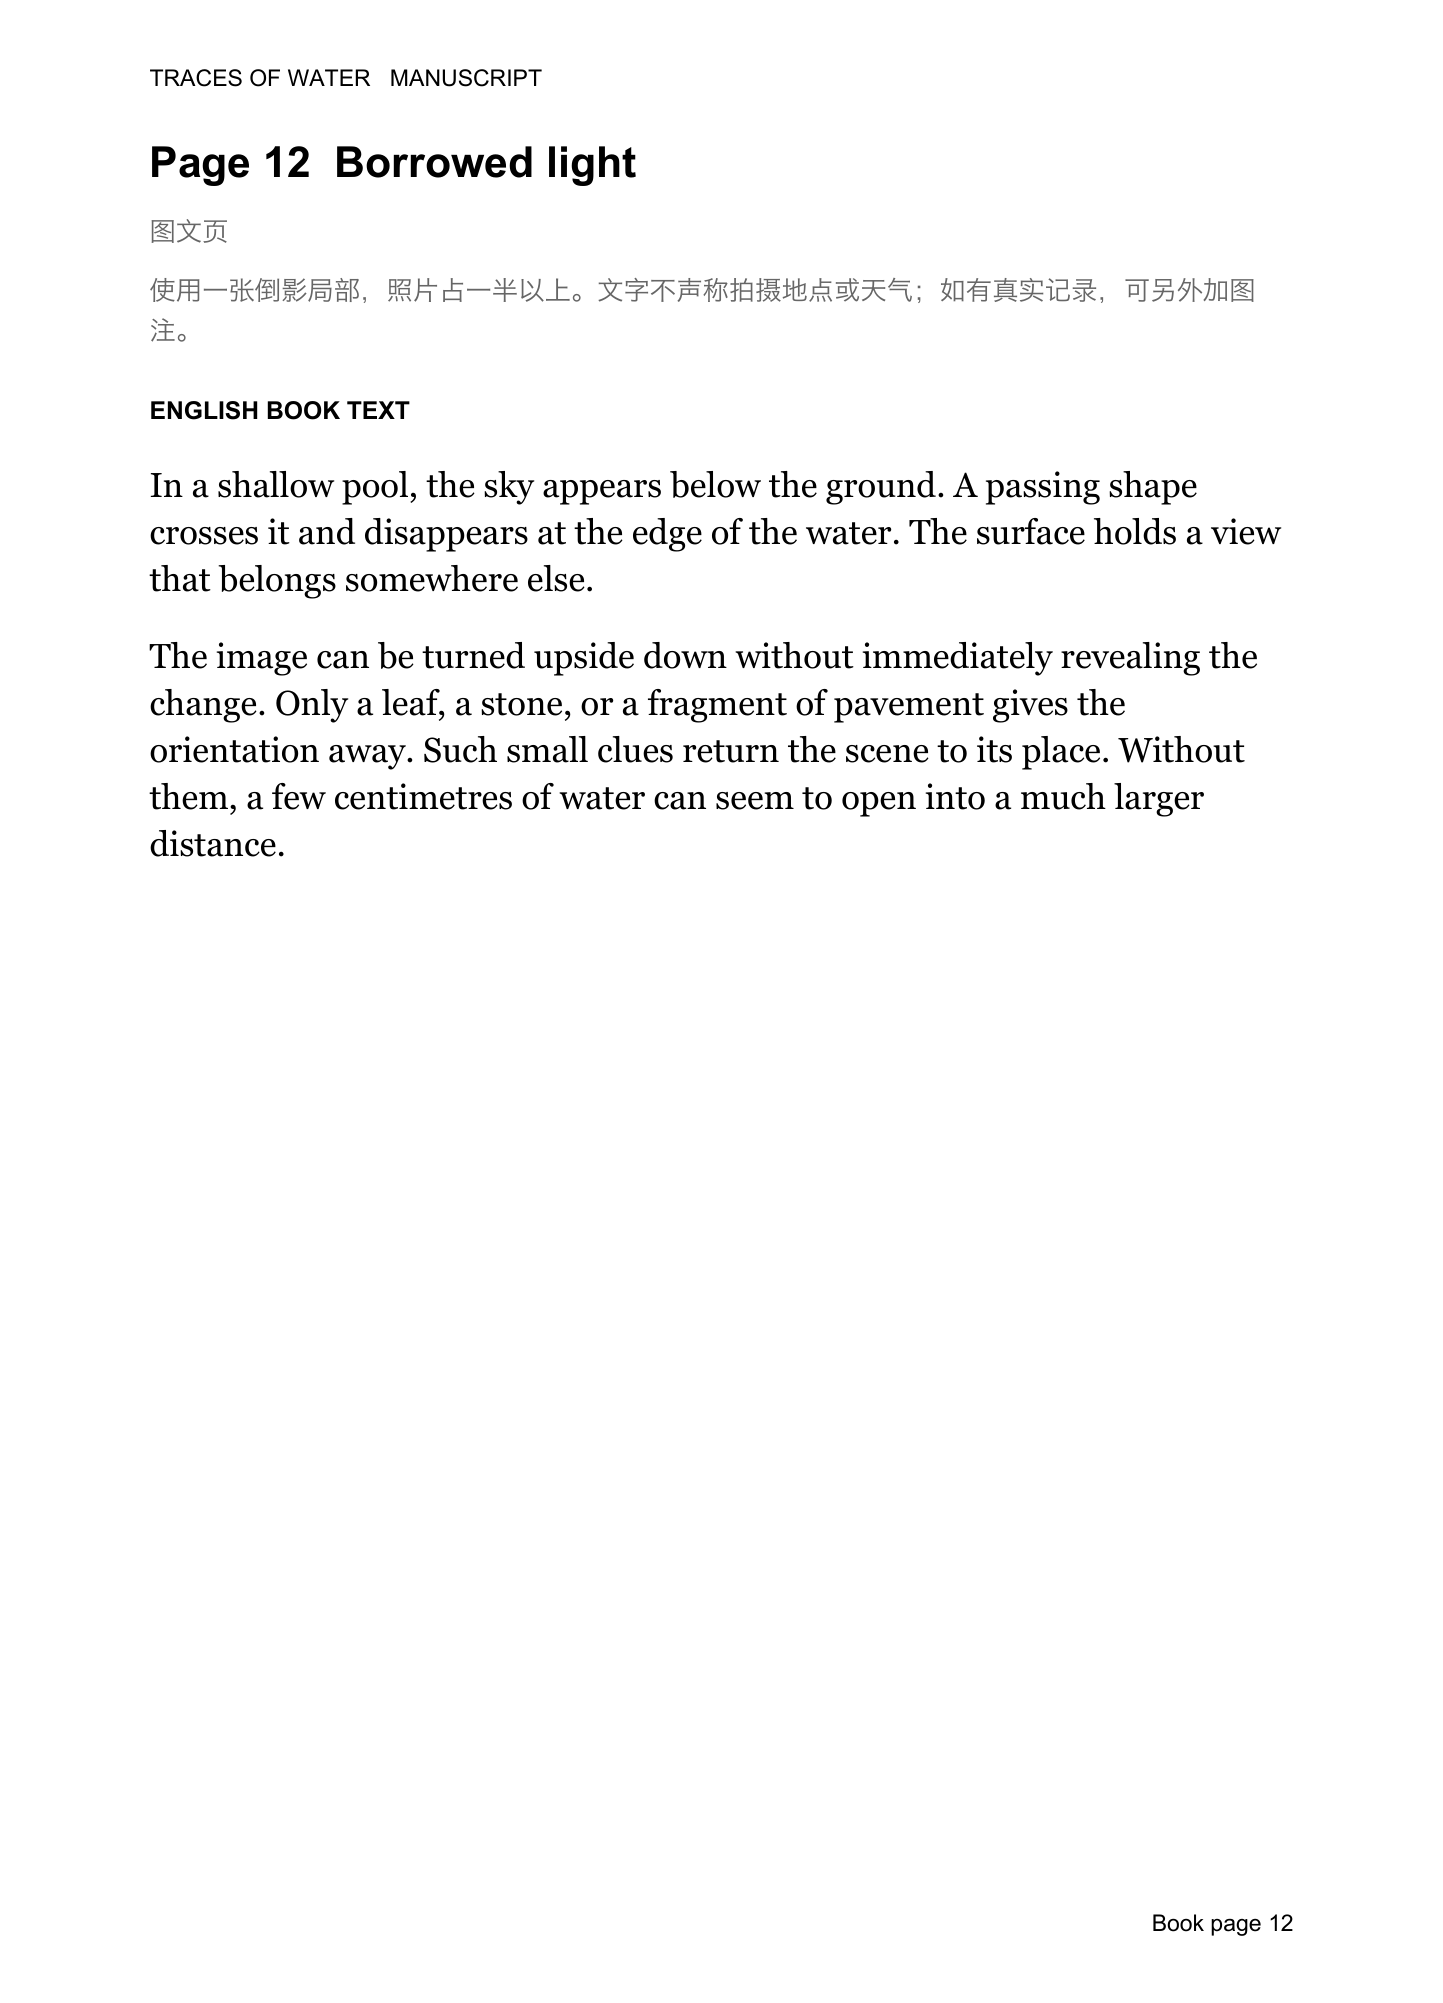 TRACES OF WATER   MANUSCRIPT
Page 12  Borrowed light
图文页
使用一张倒影局部，照片占一半以上。文字不声称拍摄地点或天气；如有真实记录，可另外加图
注。
ENGLISH BOOK TEXT
In a shallow pool, the sky appears below the ground. A passing shape
crosses it and disappears at the edge of the water. The surface holds a view
that belongs somewhere else.
The image can be turned upside down without immediately revealing the
change. Only a leaf, a stone, or a fragment of pavement gives the
orientation away. Such small clues return the scene to its place. Without
them, a few centimetres of water can seem to open into a much larger
distance.
Book page 12